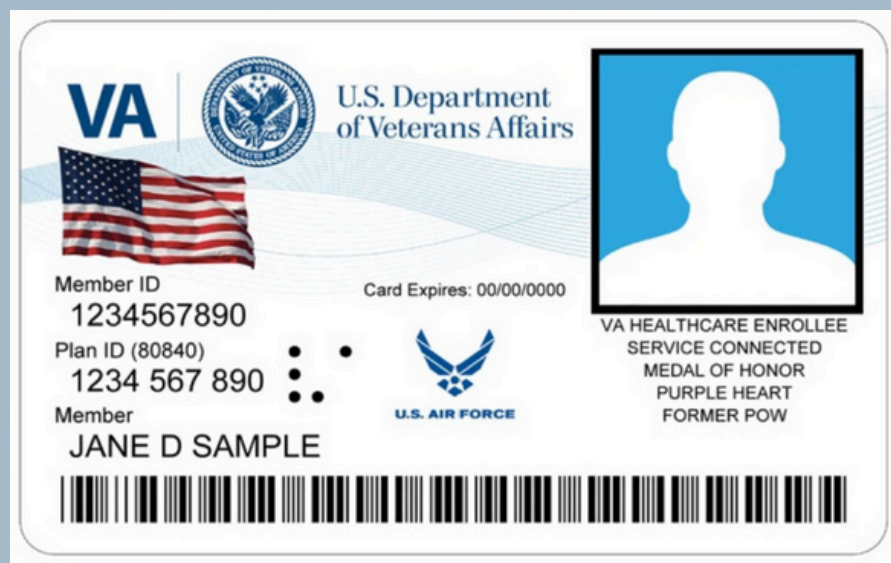 VA
U.S. Department
of Veterans Affairs
Member ID
1234567890
Card Expires: 00/00/0000
Plan ID (80840)
1234 567 890
U.S. AIR FORCE
Member
JANE D SAMPLE
VA HEALTHCARE ENROLLEE
SERVICE CONNECTED
MEDAL OF HONOR
PURPLE HEART
FORMER POW